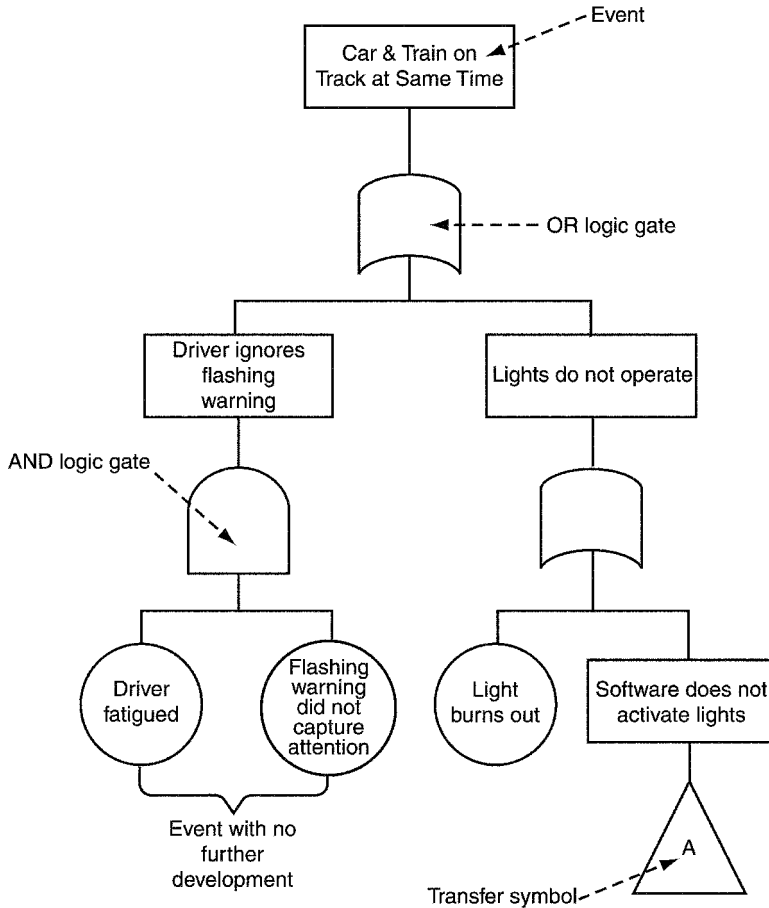 Event
Car & Train on
Track at Same Time
OR logic gate
Driver ignores
flashing
warning
Lights do not operate
AND logic gate
Driver
fatigued
Flashing
warning
did not
capture
attention
Light
burns out
Software does not
activate lights
Event with no
further
development
A
Transfer symbol